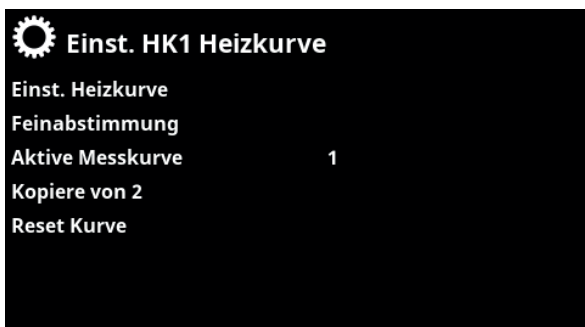 Einst. HK1 Heizkurve
Einst. Heizkurve
Feinabstimmung
Aktive Messkurve 1
Kopiere von 2
Reset Kurve